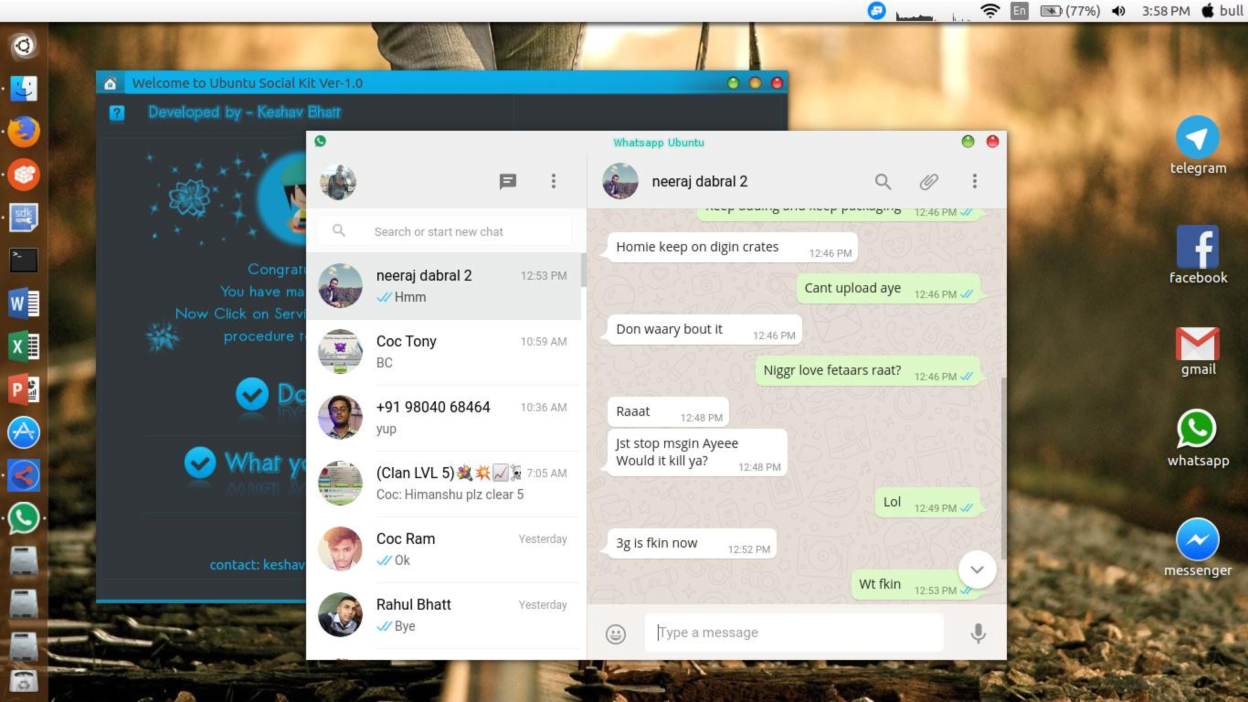 En
(77%)
3:58 PM
bull
Welcome to Ubuntu Social Kit Ver-1.0
?
Developed by - Keshav Bhatt
Congratu
You have ma
Now Click on Servi
procedure t
Do
What yo
contact: keshav
Whatsapp Ubuntu
Search or start new chat
neeraj dabral 2
12:53 PM
Hmm
Coc Tony
10:59 AM
BC
+91 98040 68464
10:36 AM
yup
(Clan LVL 5)
7:05 AM
Coc: Himanshu plz clear 5
Coc Ram
Yesterday
Ok
Rahul Bhatt
Yesterday
Bye
neeraj dabral 2
Keep adding and keep packaging
12:46 PM
Homie keep on digin crates
12:46 PM
Cant upload aye
12:46 PM
Don waary bout it
12:46 PM
Niggr love fetaars raat?
12:46 PM
Raaat
12:48 PM
Jst stop msgin Ayeee
Would it kill ya?
12:48 PM
Lol
12:49 PM
3g is fkin now
12:52 PM
Wt fkin
12:53 PM
Type a message
telegram
facebook
gmail
whatsapp
messenger
sdk
W
X
P